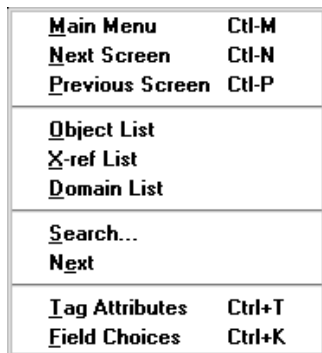 Main Menu Ctl-M
Next Screen Ctl-N
Previous Screen Ctl-P
Object List
X-ref List
Domain List
Search...
Next
Tag Attributes Ctrl+T
Field Choices Ctrl+K